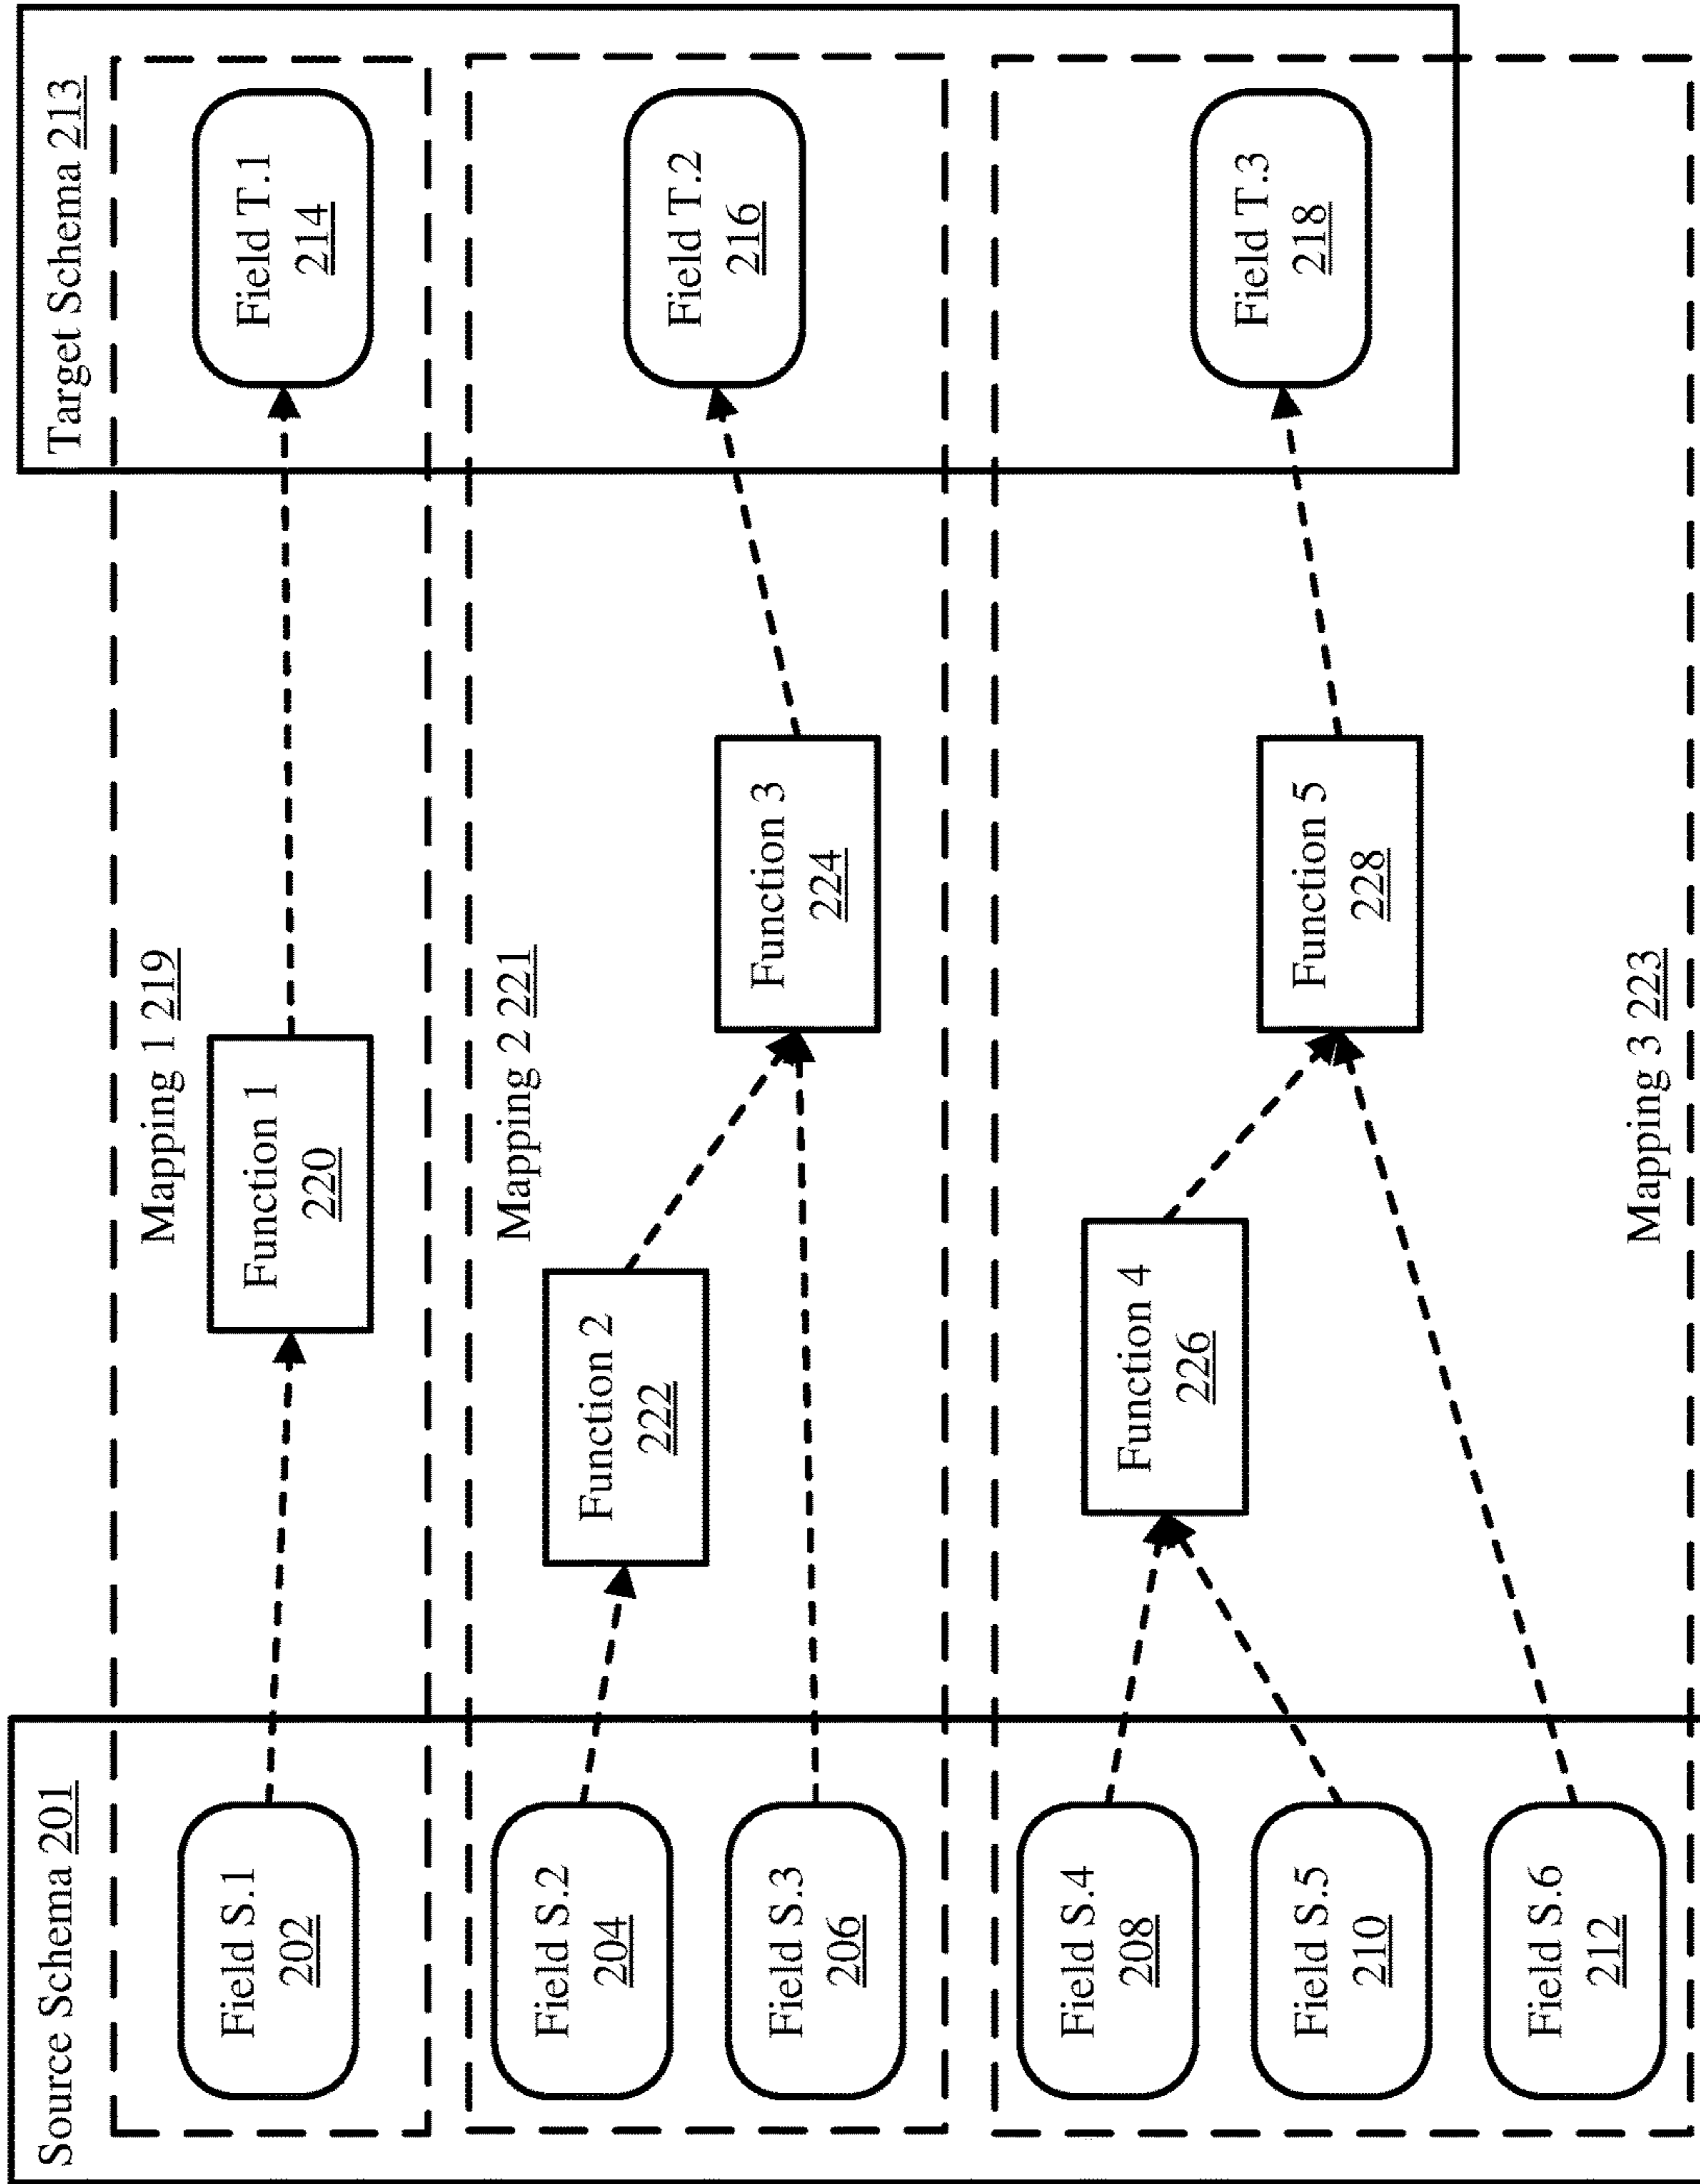 Source Schema 201
Target Schema 213
Mapping 1 219
Field S.1
202
Function 1
220
Field T.1
214
Mapping 2 221
Field S.2
204
Function 2
222
Field S.3
206
Function 3
224
Field T.2
216
Field S.4
208
Function 4
226
Field S.5
210
Function 5
228
Field T.3
218
Field S.6
212
Mapping 3 223